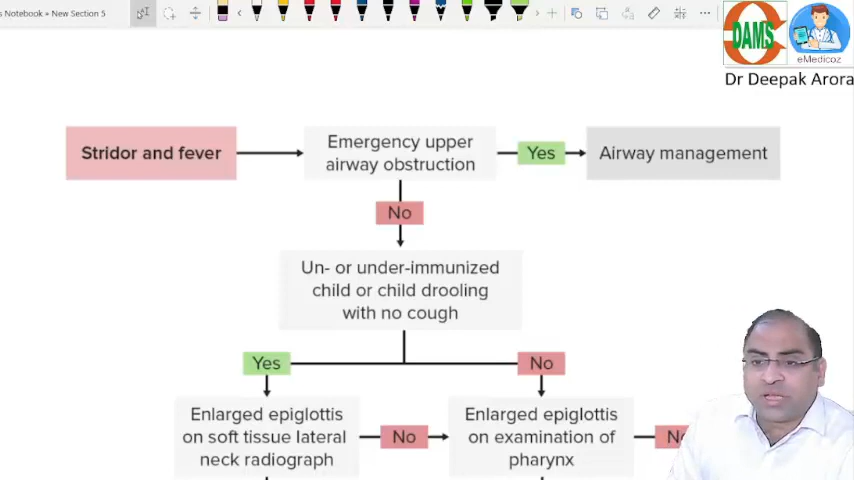 s Notebook » New Section 5
DAMS
eMedicoz
Dr Deepak Arora
Stridor and fever
Emergency upper
airway obstruction
Yes
Airway management
No
Un- or under-immunized
child or child drooling
with no cough
Yes
No
Enlarged epiglottis
on soft tissue lateral
neck radiograph
No
Enlarged epiglottis
on examination of
pharynx